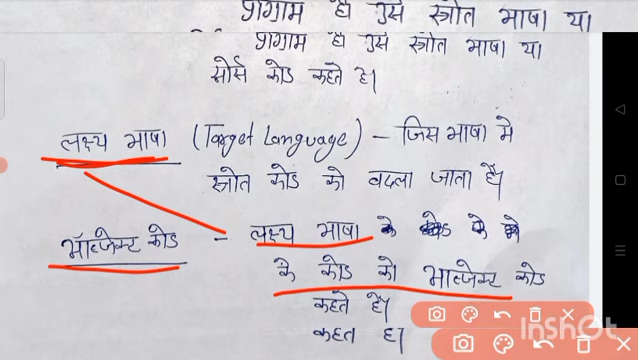 प्रोग्राम है उसे स्त्रोत भाषा या
प्रोग्राम है उसे स्त्रोत भाषा या
सोर्स कोड कहते है।
लक्ष्य भाषा (Target Language) - जिस भाषा मे
स्त्रोत कोड को बदला जाता है।
ऑब्जेक्ट कोड - लक्ष्य भाषा के
के कोड को ऑब्जेक्ट कोड
कहते है।
कहते है।
InShOt